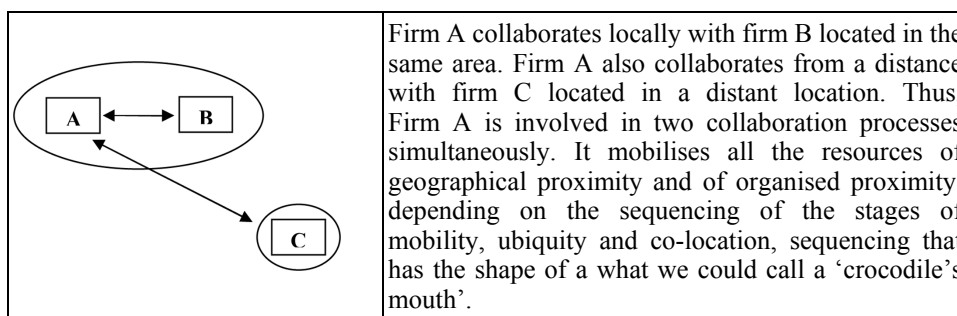 A
B
C
Firm A collaborates locally with firm B located in the
same area. Firm A also collaborates from a distance
with firm C located in a distant location. Thus
Firm A is involved in two collaboration processes
simultaneously. It mobilises all the resources of
geographical proximity and of organised proximity
depending on the sequencing of the stages of
mobility, ubiquity and co-location, sequencing that
has the shape of a what we could call a ‘crocodile’s
mouth’.